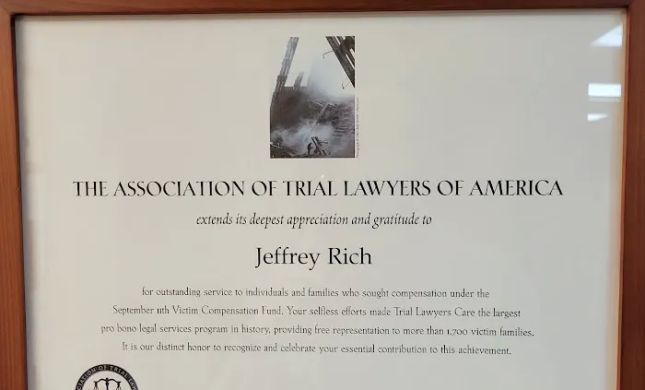 THE ASSOCIATION OF TRIAL LAWYERS OF AMERICA
extends its deepest appreciation and gratitude to
Jeffrey Rich
for outstanding service to individuals and families who sought compensation under the
September 11th Victim Compensation Fund. Your selfless efforts made Trial Lawyers Care the largest
pro bono legal services program in history, providing free representation to more than 1,700 victim families.
It is our distinct honor to recognize and celebrate your essential contribution to this achievement.